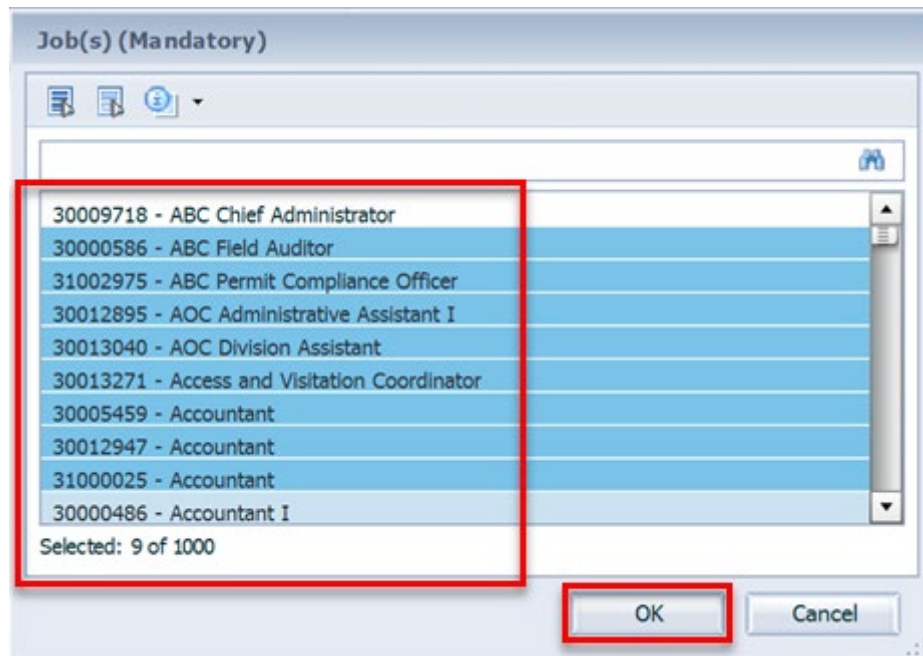 Job(s) (Mandatory)
30009718 - ABC Chief Administrator
30000586 - ABC Field Auditor
31002975 - ABC Permit Compliance Officer
30012895 - AOC Administrative Assistant I
30013040 - AOC Division Assistant
30013271 - Access and Visitation Coordinator
30005459 - Accountant
30012947 - Accountant
31000025 - Accountant
30000486 - Accountant I
Selected: 9 of 1000
OK Cancel